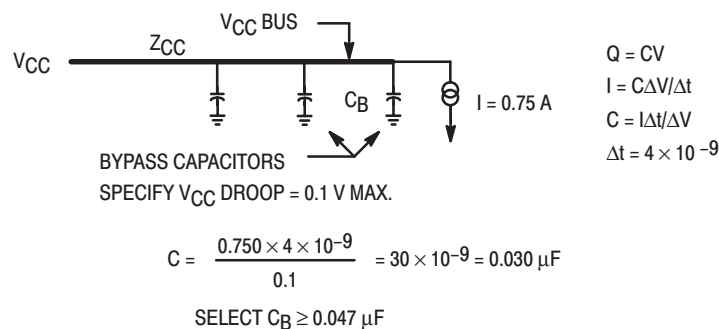 V_CC BUS
Z_CC
V_CC
C_B
I = 0.75 A
Q = CV
I = CΔV/Δt
C = IΔt/ΔV
Δt = 4 × 10⁻⁹
BYPASS CAPACITORS
SPECIFY V_CC DROOP = 0.1 V MAX.
C = 0.750 × 4 × 10⁻⁹ / 0.1 = 30 × 10⁻⁹ = 0.030 μF
SELECT C_B ≥ 0.047 μF